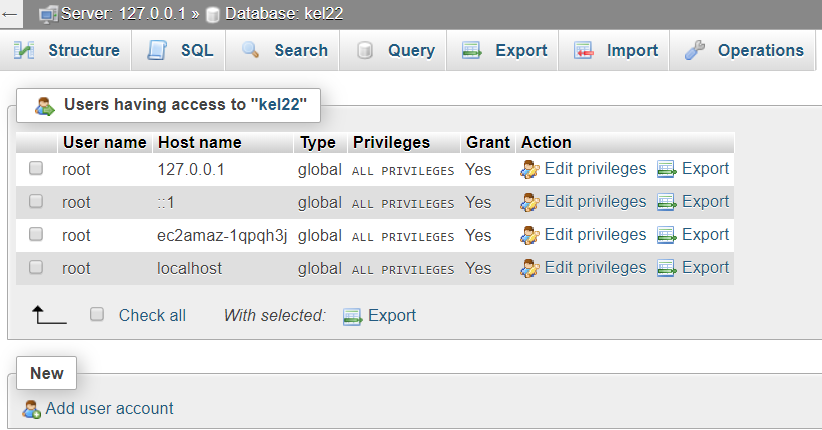 Server: 127.0.0.1 » Database: kel22
Structure SQL Search Query Export Import Operations
Users having access to "kel22"
User name Host name Type Privileges Grant Action
root 127.0.0.1 global ALL PRIVILEGES Yes Edit privileges Export
root ::1 global ALL PRIVILEGES Yes Edit privileges Export
root ec2amaz-1qpqh3j global ALL PRIVILEGES Yes Edit privileges Export
root localhost global ALL PRIVILEGES Yes Edit privileges Export
Check all With selected: Export
New
Add user account